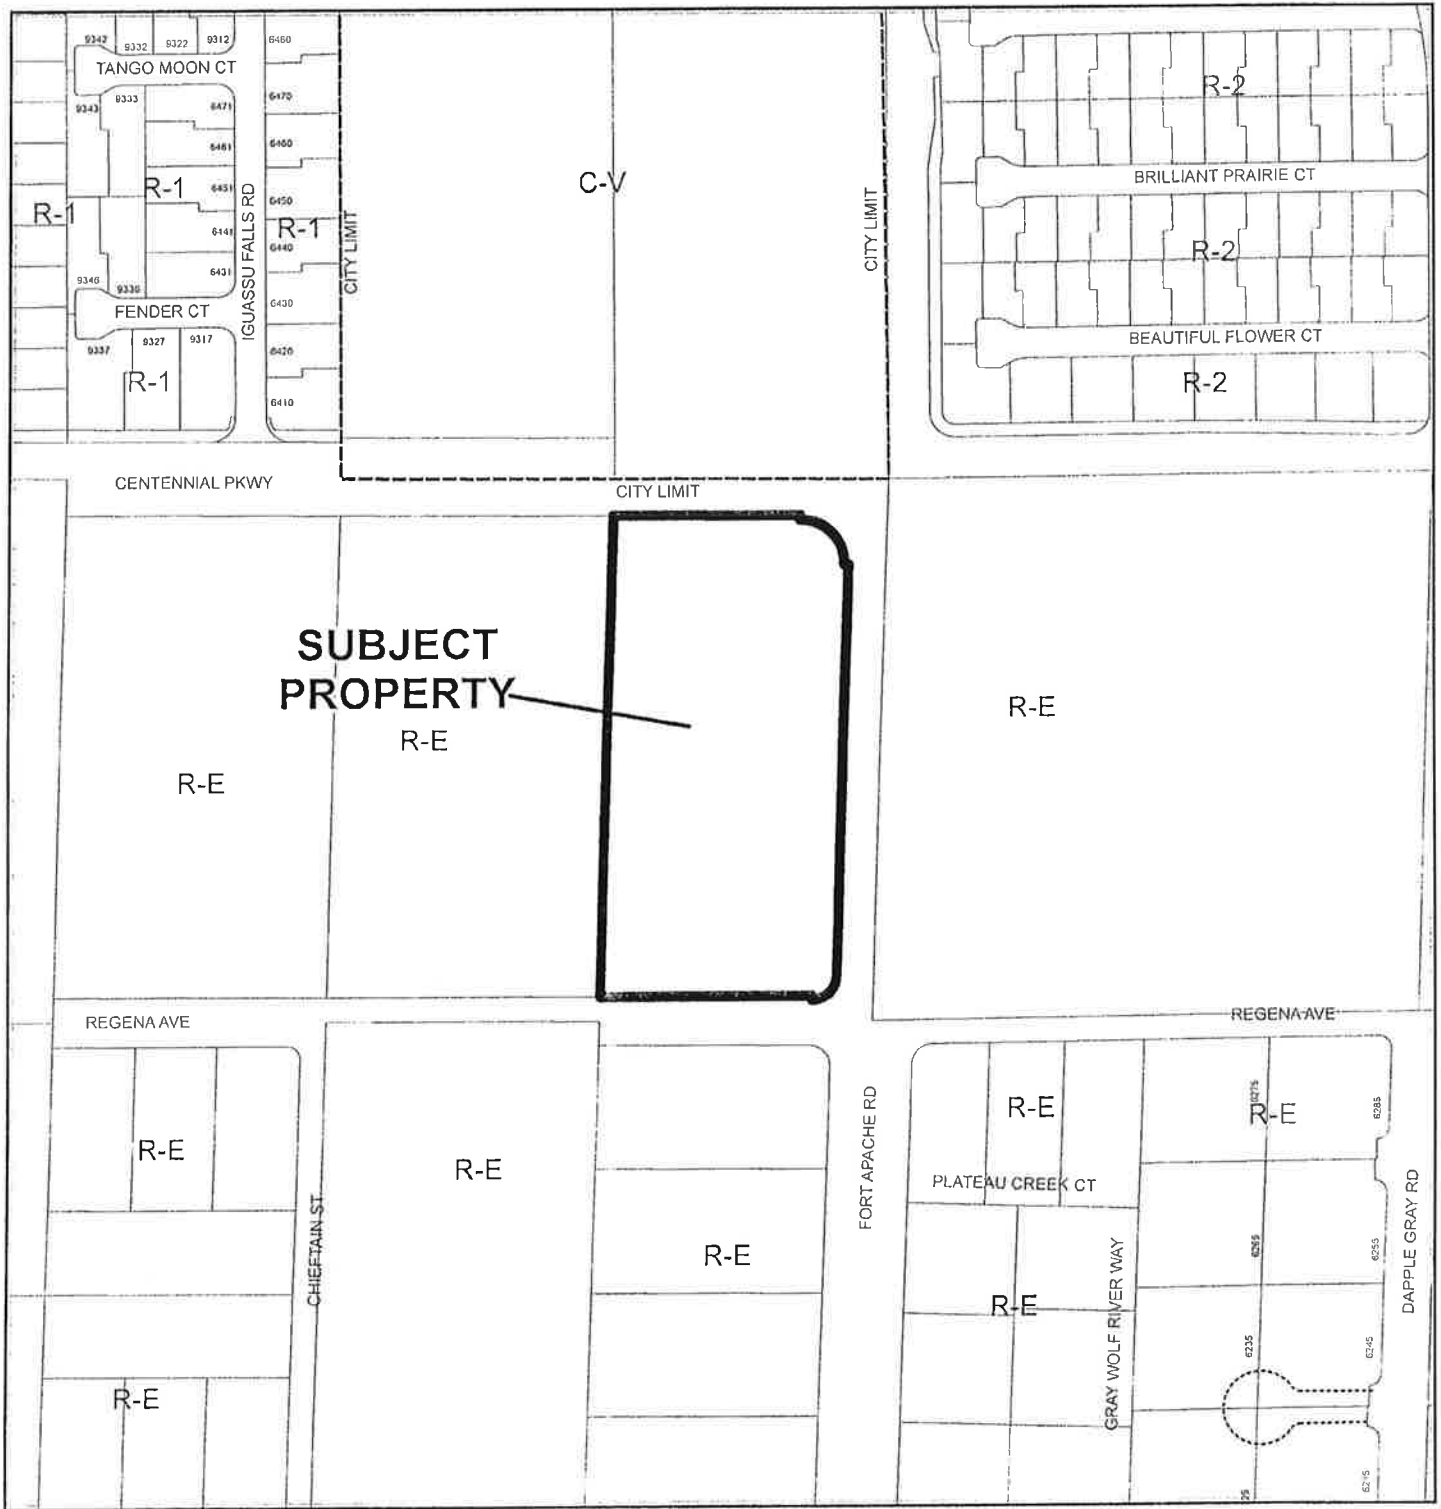 9342
9332
9322
9312
6480
TANGO MOON CT
9343
9333
6471
6470
6461
6460
R-1
R-1
6451
6450
R-1
6441
6440
6431
6430
IGUASSU FALLS RD
CITY LIMIT
9346
9336
FENDER CT
9337
9327
9317
6420
R-1
6410
C-V
CITY LIMIT
R-2
BRILLIANT PRAIRIE CT
R-2
BEAUTIFUL FLOWER CT
R-2
CENTENNIAL PKWY
CITY LIMIT
SUBJECT
PROPERTY
R-E
R-E
R-E
REGENA AVE
REGENA AVE
R-E
R-E
R-E
R-E
CHIEFTAIN ST
FORT APACHE RD
R-E
6275
R-E
6285
PLATEAU CREEK CT
R-E
GRAY WOLF RIVER WAY
6265
6255
DAPPLE GRAY RD
6235
6245
6215
25